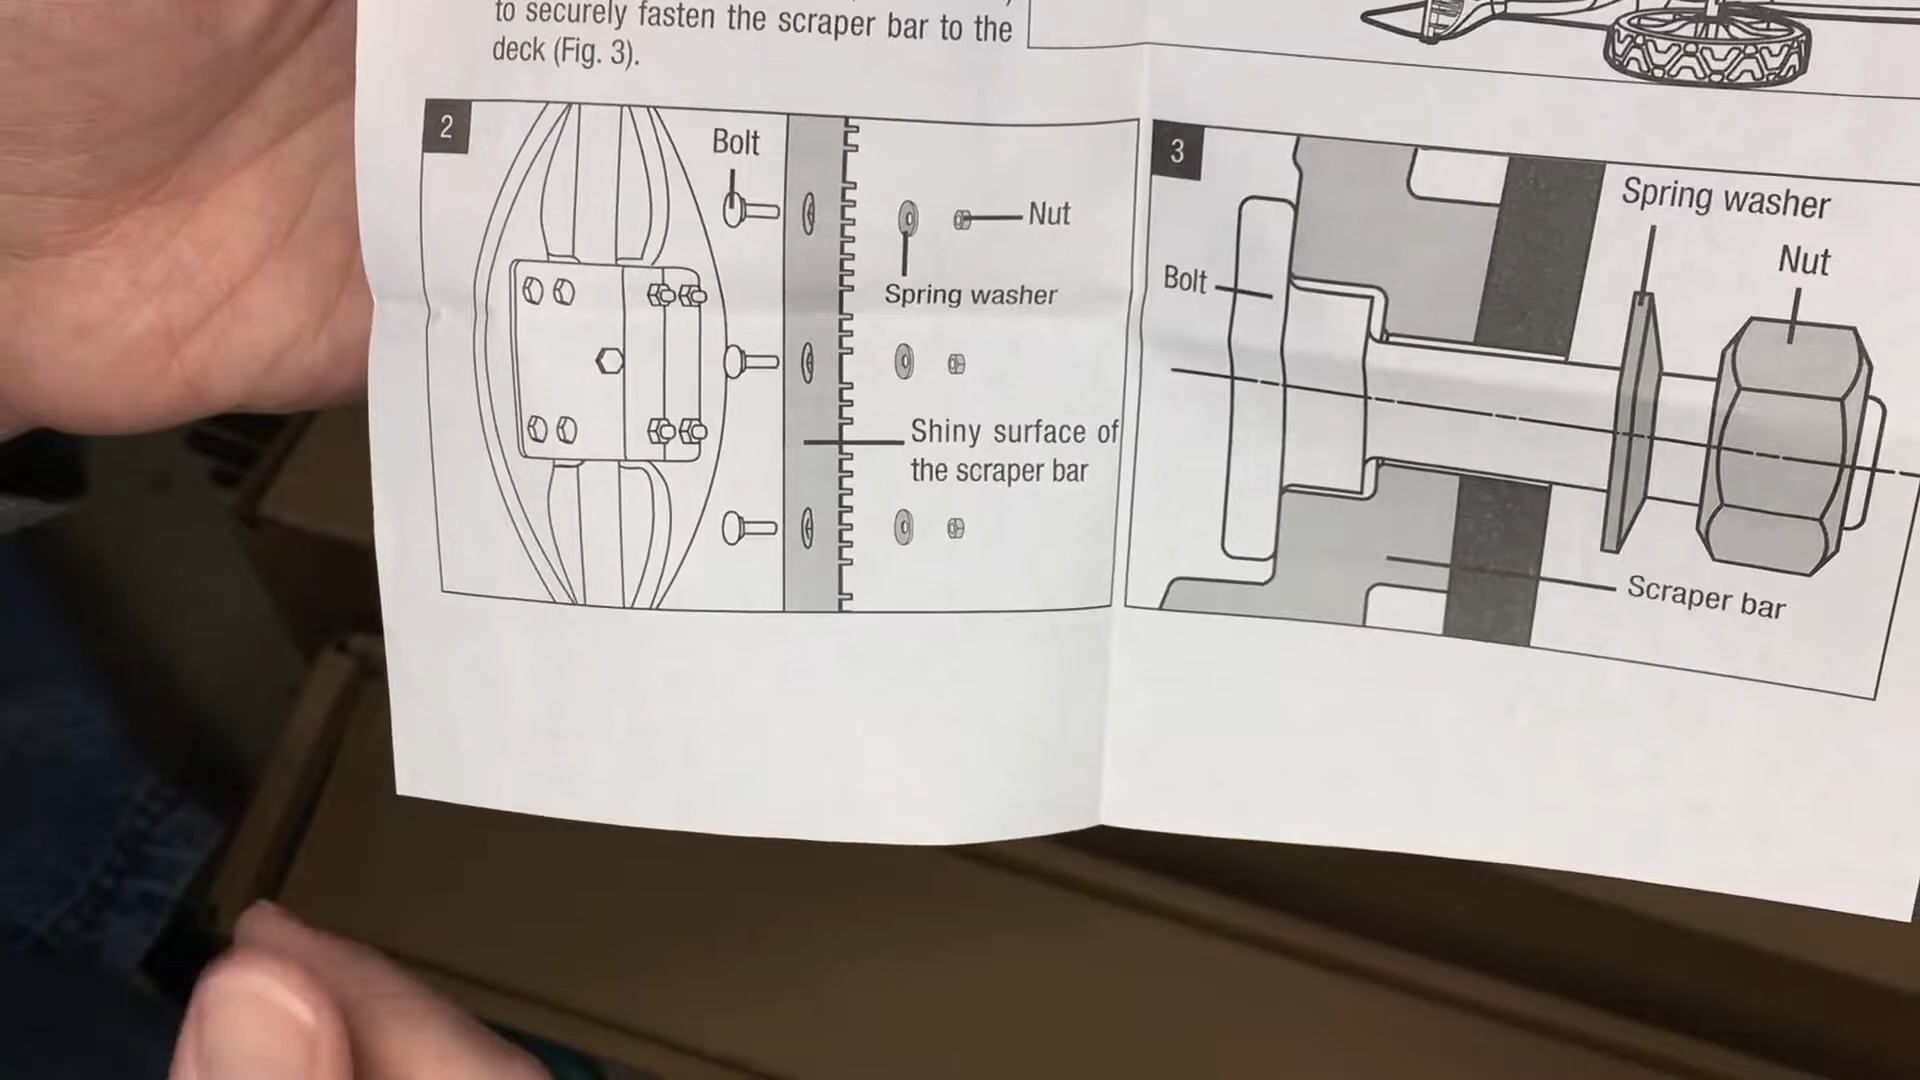 to securely fasten the scraper bar to the
deck (Fig. 3).
2
Bolt
Nut
Spring washer
Shiny surface of
the scraper bar
3
Spring washer
Nut
Bolt
Scraper bar